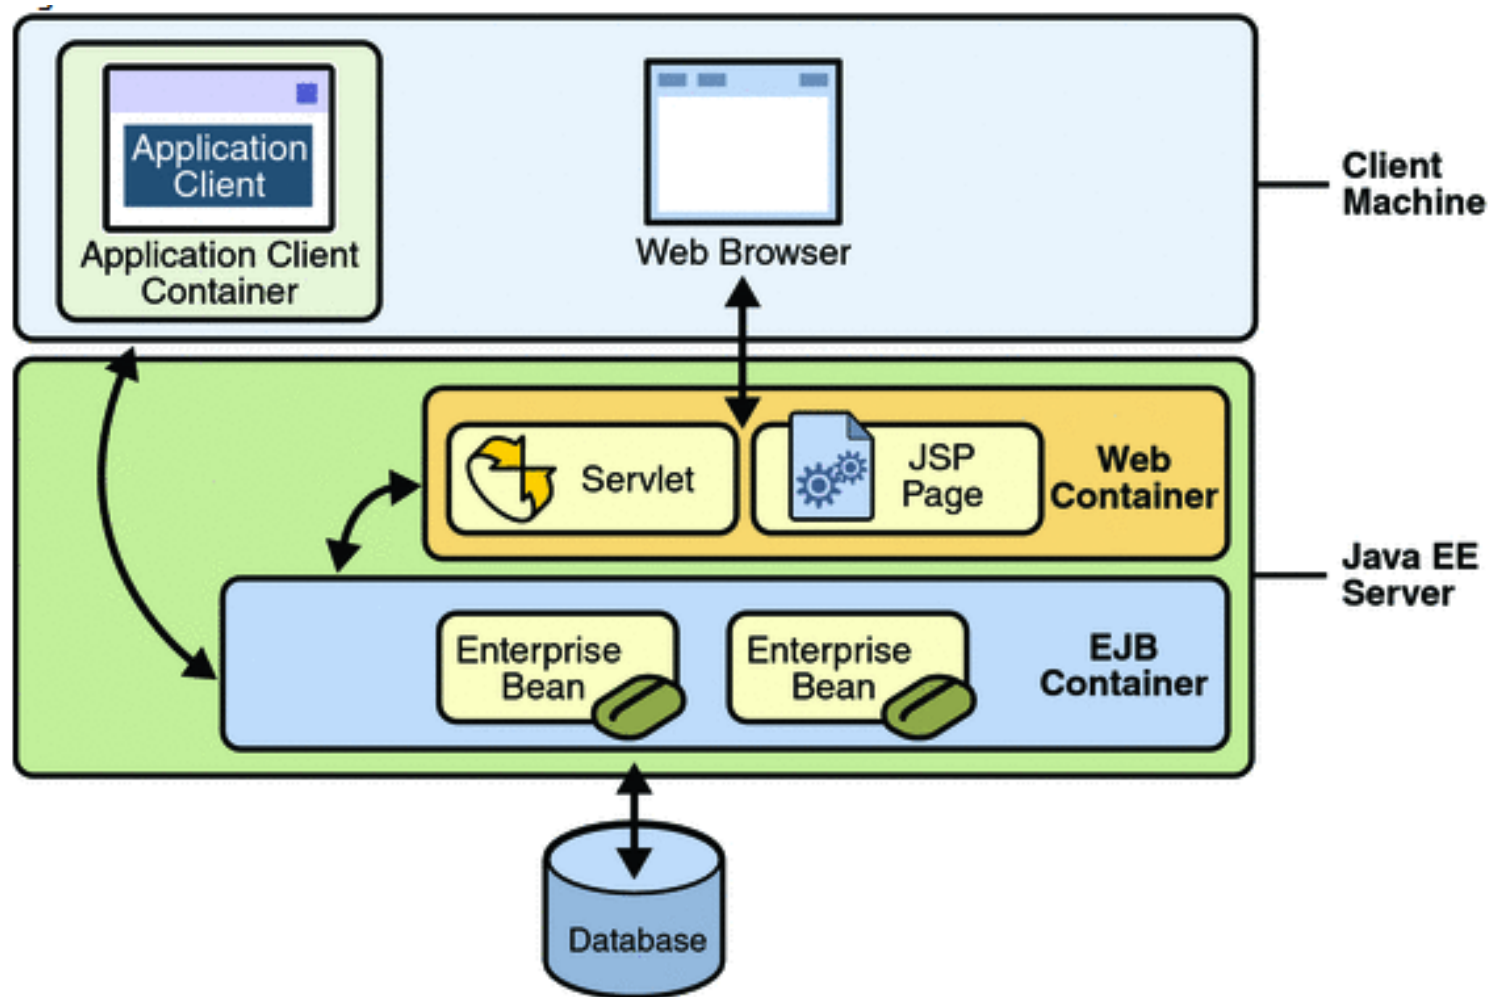 Application
Client
Application Client
Container
Web Browser
Client
Machine
Servlet
JSP
Page
Web
Container
Java EE
Server
Enterprise
Bean
Enterprise
Bean
EJB
Container
Database